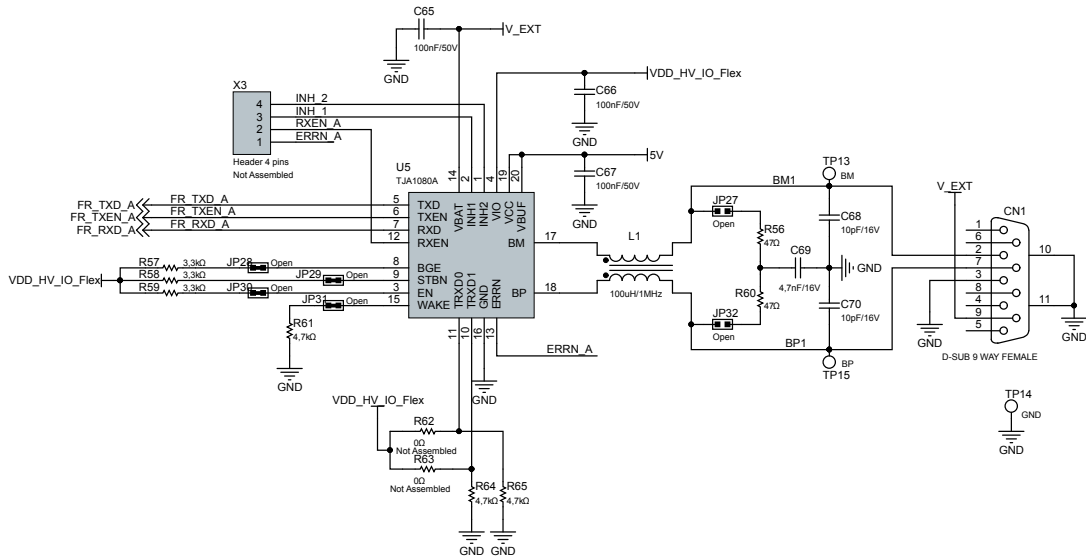 C65
100nF/50V
GND
V_EXT
VDD_HV_IO_Flex
C66
100nF/50V
GND
5V
C67
100nF/50V
GND
X3
4
3
2
1
INH_2
INH_1
RXEN_A
ERRN_A
Header 4 pins
Not Assembled
U5
TJA1080A
FR_TXD_A
FR_TXEN_A
FR_RXD_A
FR_TXD_A
FR_TXEN_A
FR_RXD_A
5
6
7
12
TXD
TXEN
RXD
RXEN
14
2
1
4
19
20
VBAT
INH1
INH2
VIO
VCC
VBUF
BM
17
BP
18
VDD_HV_IO_Flex
R57
3,3kΩ
JP28
Open
R58
3,3kΩ
JP29
Open
R59
3,3kΩ
JP30
Open
JP31
Open
R61
4,7kΩ
GND
8
9
3
15
BGE
STBN
EN
WAKE
TRXD0
TRXD1
GND
ERRN
11
10
16
13
ERRN_A
GND
VDD_HV_IO_Flex
R62
0Ω
Not Assembled
R63
0Ω
Not Assembled
R64
4,7kΩ
GND
R65
4,7kΩ
GND
L1
100uH/1MHz
BM1
JP27
Open
R56
47Ω
C69
4,7nF/16V
R60
47Ω
JP32
Open
BP1
TP13
BM
C68
10pF/16V
GND
C70
10pF/16V
BP
TP15
V_EXT
CN1
1
6
2
7
3
8
4
9
5
10
11
GND
GND
D-SUB 9 WAY FEMALE
TP14
GND
GND